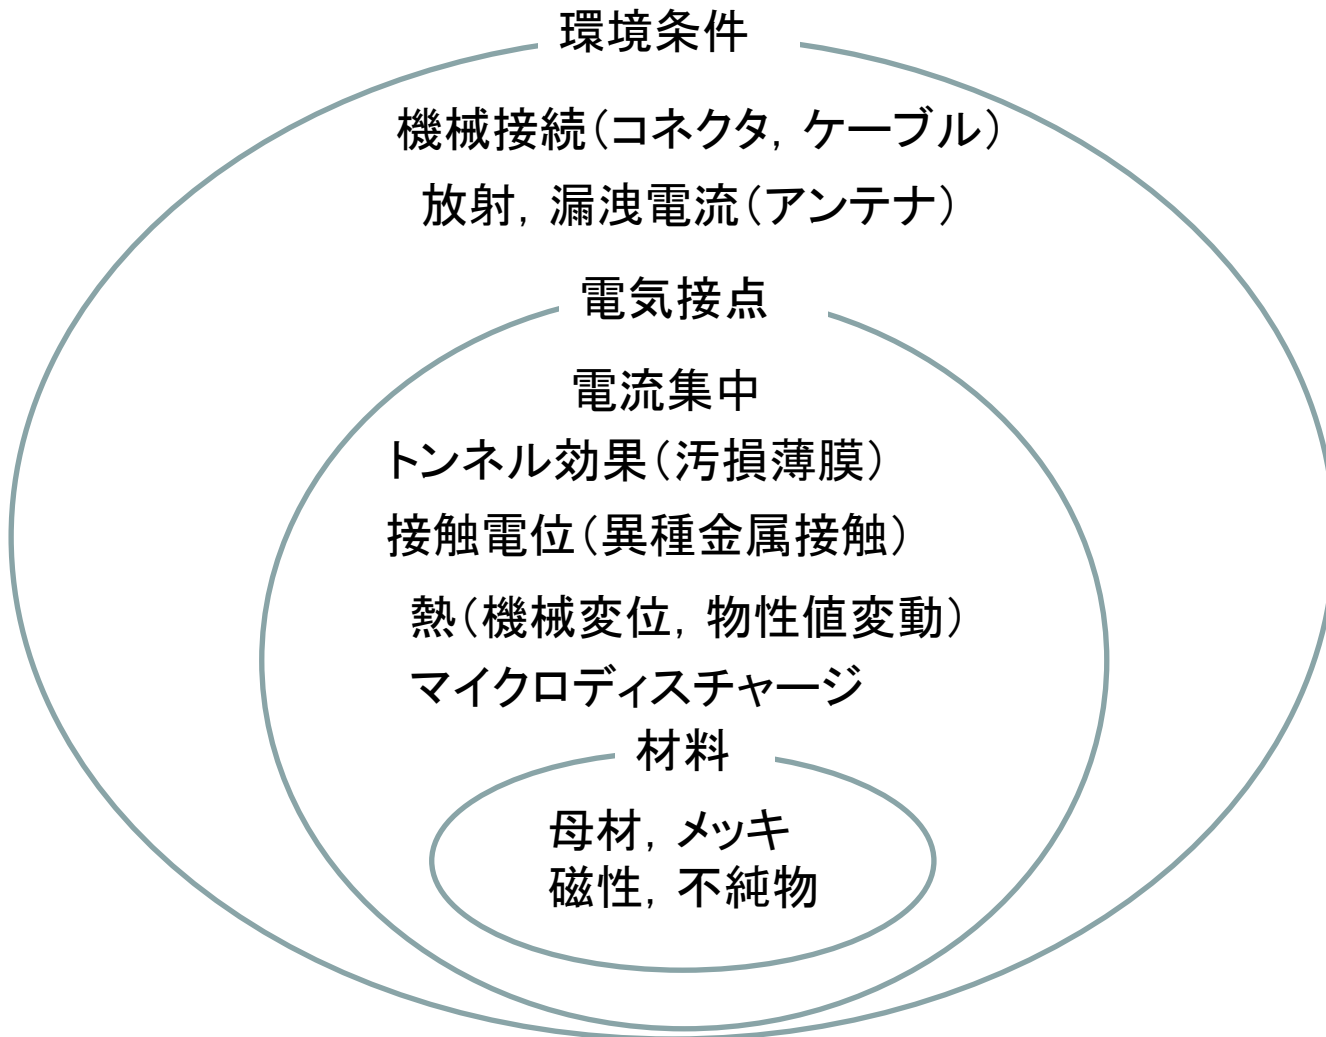 環境条件
機械接続（コネクタ，ケーブル）
放射，漏洩電流（アンテナ）
電気接点
電流集中
トンネル効果（汚損薄膜）
接触電位（異種金属接触）
熱（機械変位，物性値変動）
マイクロディスチャージ
材料
母材，メッキ
磁性，不純物